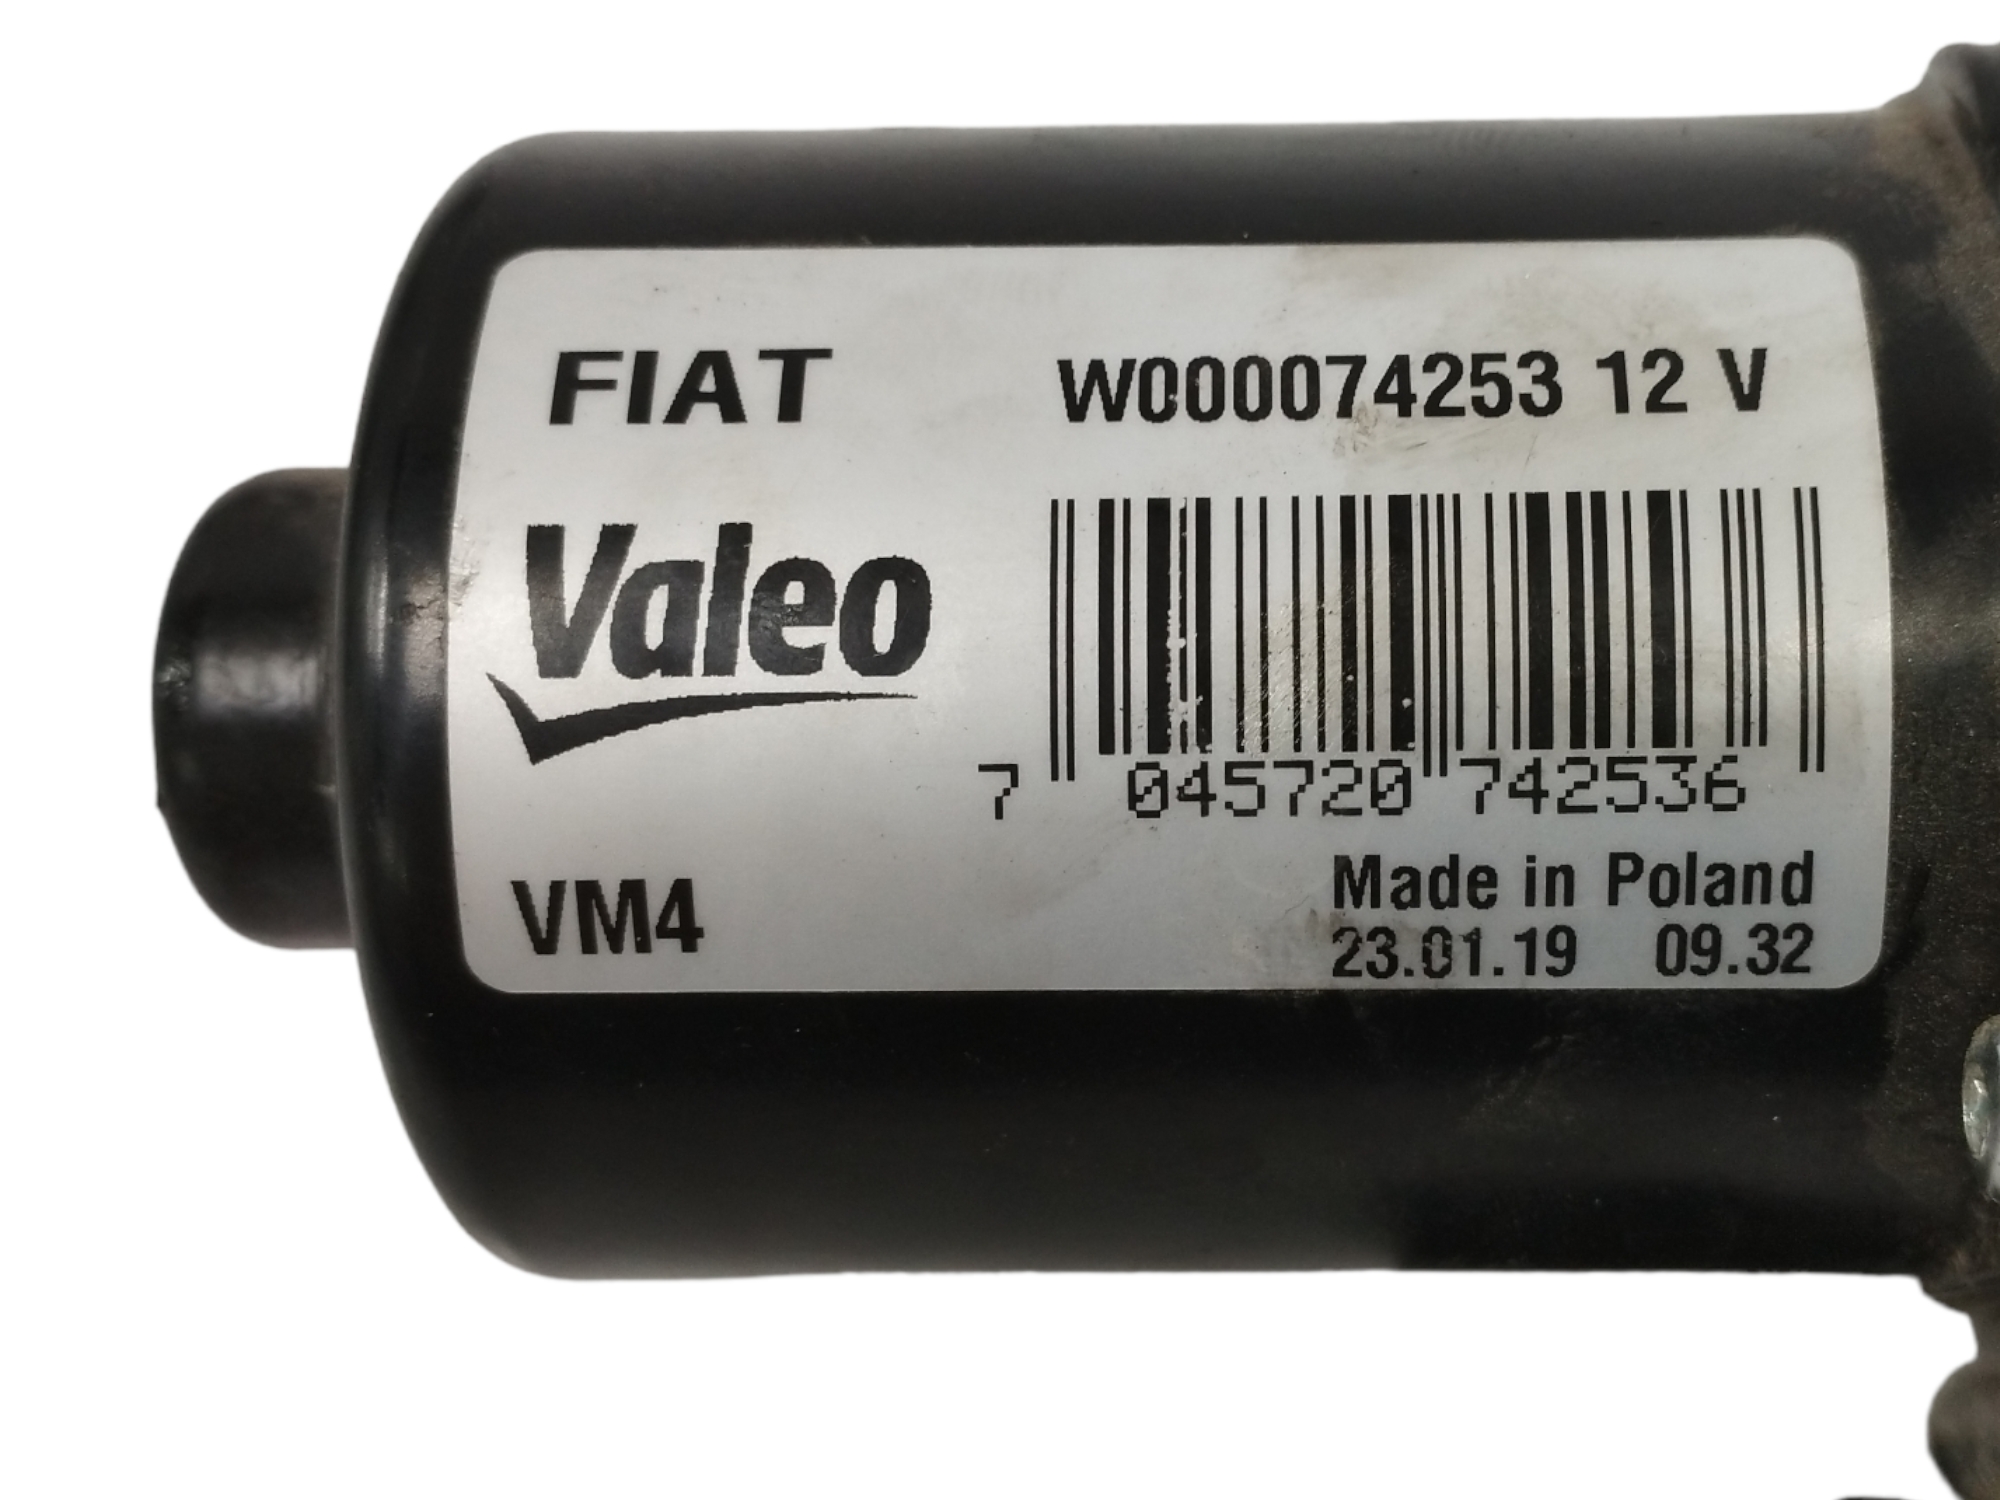 FIAT W000074253 12 V
Valeo
7 045720 742536
VM4
Made in Poland
23.01.19 09.32